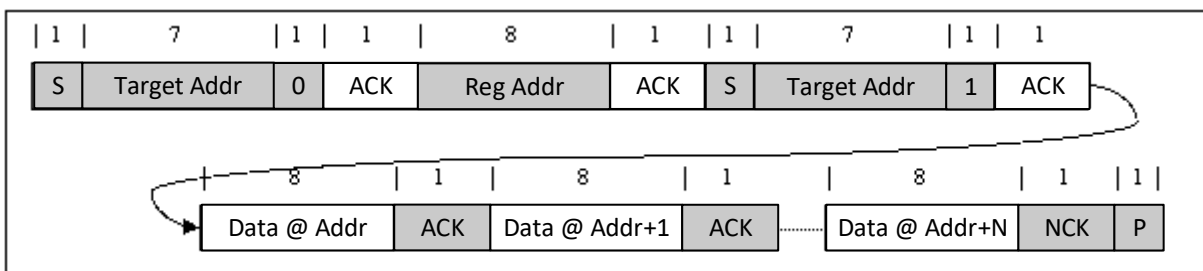 | 1 | 7 | 1 | 1 | 8 | 1 | 1 | 7 | 1 | 1
S Target Addr 0 ACK Reg Addr ACK S Target Addr 1 ACK
8 | 1 | 8 | 1 | 8 | 1 | 1 |
Data @ Addr ACK Data @ Addr+1 ACK Data @ Addr+N NCK P